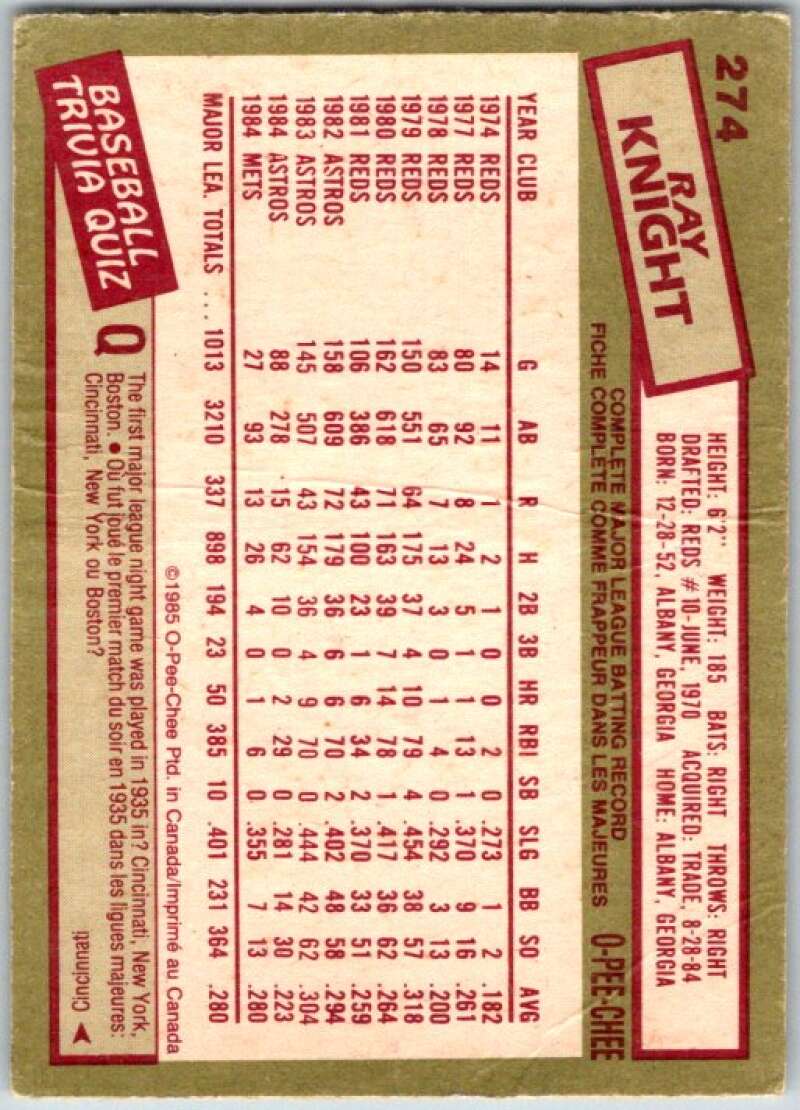 274
RAY
KNIGHT
HEIGHT: 6'2'' WEIGHT: 185 BATS: RIGHT THROWS: RIGHT
DRAFTED: REDS #10-JUNE, 1970 ACQUIRED: TRADE, 8-28-84
BORN: 12-28-52, ALBANY, GEORGIA HOME: ALBANY, GEORGIA
COMPLETE MAJOR LEAGUE BATTING RECORD
FICHE COMPLETE COMME FRAPPEUR DANS LES MAJEURES
O-PEE-CHEE
YEAR CLUB G AB R H 2B 3B HR RBI SB SLG BB SO AVG
1974 REDS 14 11 1 2 1 0 0 2 0 .273 1 2 .182
1977 REDS 80 92 8 24 5 1 1 13 1 .370 9 16 .261
1978 REDS 83 65 7 13 3 0 1 4 0 .292 3 13 .200
1979 REDS 150 551 64 175 37 4 10 79 4 .454 38 57 .318
1980 REDS 162 618 71 163 39 7 14 78 1 .417 36 62 .264
1981 REDS 106 386 43 100 23 1 6 34 2 .370 33 51 .259
1982 ASTROS 158 609 72 179 36 6 6 70 2 .402 48 58 .294
1983 ASTROS 145 507 43 154 36 4 9 70 0 .444 42 62 .304
1984 ASTROS 88 278 15 62 10 0 2 29 0 .281 14 30 .223
1984 METS 27 93 13 26 4 0 1 6 0 .355 7 13 .280
MAJOR LEA. TOTALS ... 1013 3210 337 898 194 23 50 385 10 .401 231 364 .280
©1985 O-Pee-Chee Ptd. in Canada/Imprimé au Canada
BASEBALL
TRIVIA QUIZ
Q
The first major league night game was played in 1935 in? Cincinnati, New York,
Boston. ● Où fut joué le premier match du soir en 1935 dans les ligues majeures:
Cincinnati, New York ou Boston?
Cincinnati